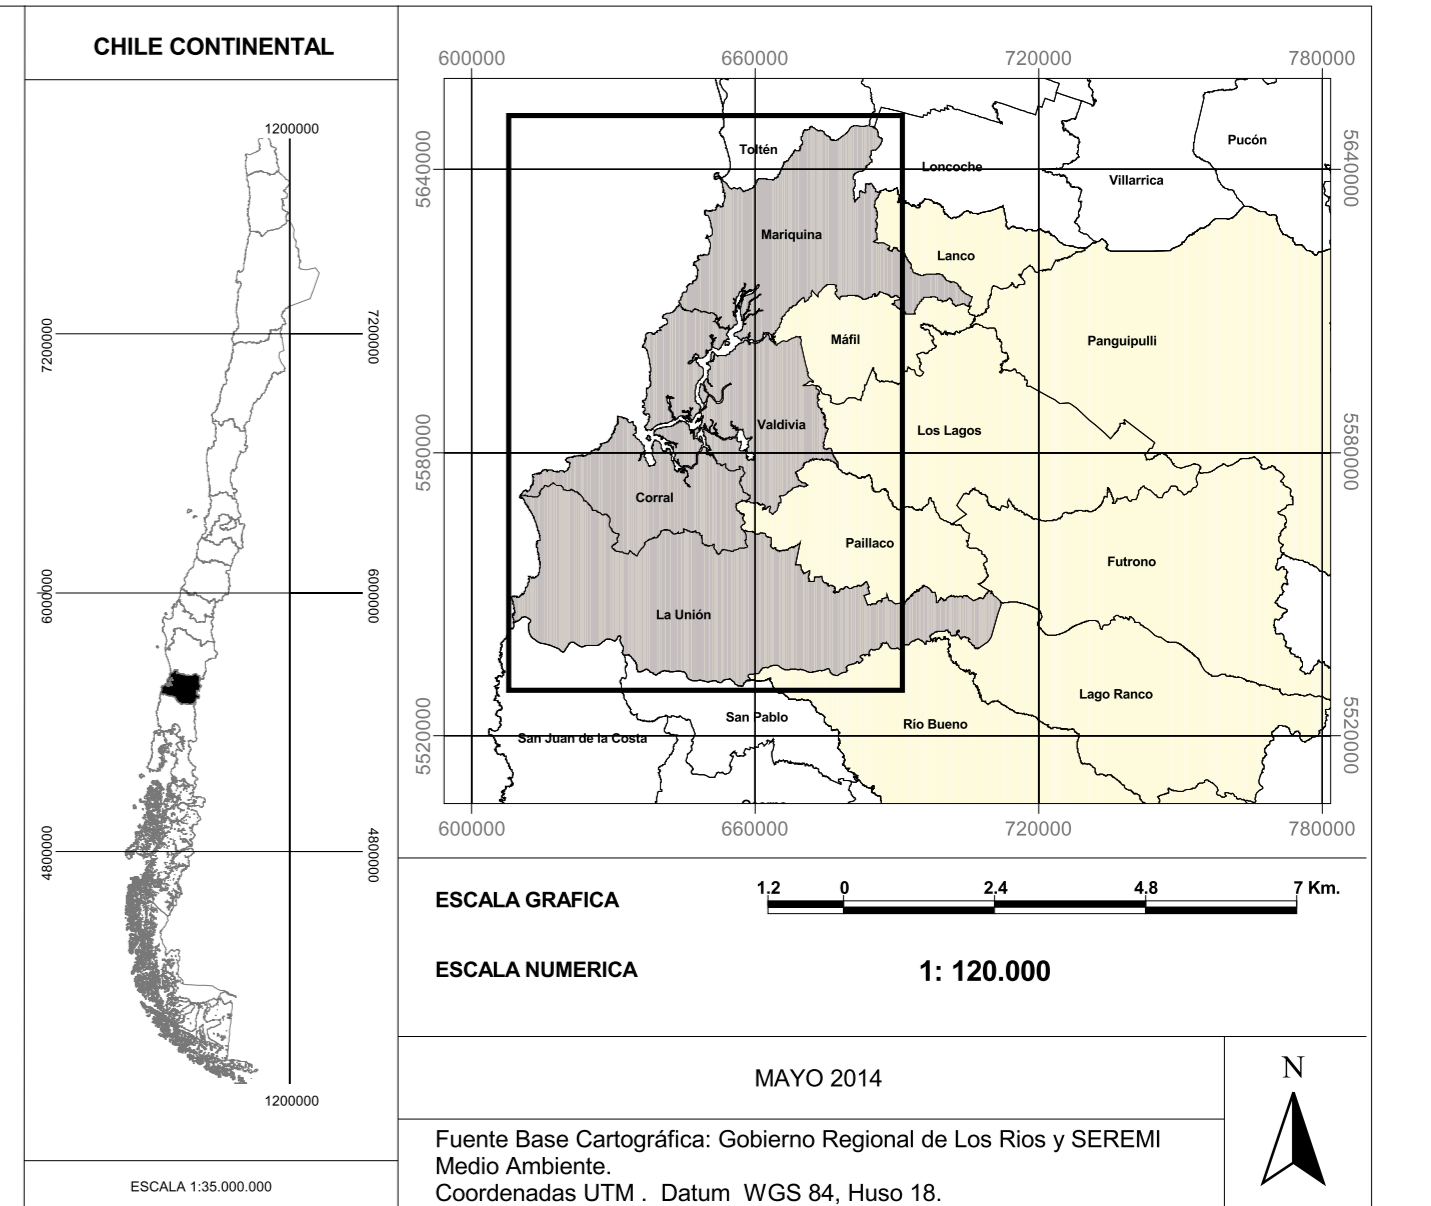 CHILE CONTINENTAL
1200000
7200000
7200000
6000000
6000000
4800000
4800000
1200000
ESCALA 1:35.000.000
600000
660000
720000
780000
5640000
5640000
5580000
5580000
5520000
5520000
Toltén
Loncoche
Pucón
Villarrica
Mariquina
Lanco
Máfil
Panguipulli
Valdivia
Los Lagos
Corral
Paillaco
Futrono
La Unión
Lago Ranco
San Pablo
Río Bueno
San Juan de la Costa
600000
660000
720000
780000
ESCALA GRAFICA
1.2 0 2.4 4.8 7 Km.
ESCALA NUMERICA
1: 120.000
MAYO 2014
N
Fuente Base Cartográfica: Gobierno Regional de Los Rios y SEREMI
Medio Ambiente.
Coordenadas UTM . Datum WGS 84, Huso 18.